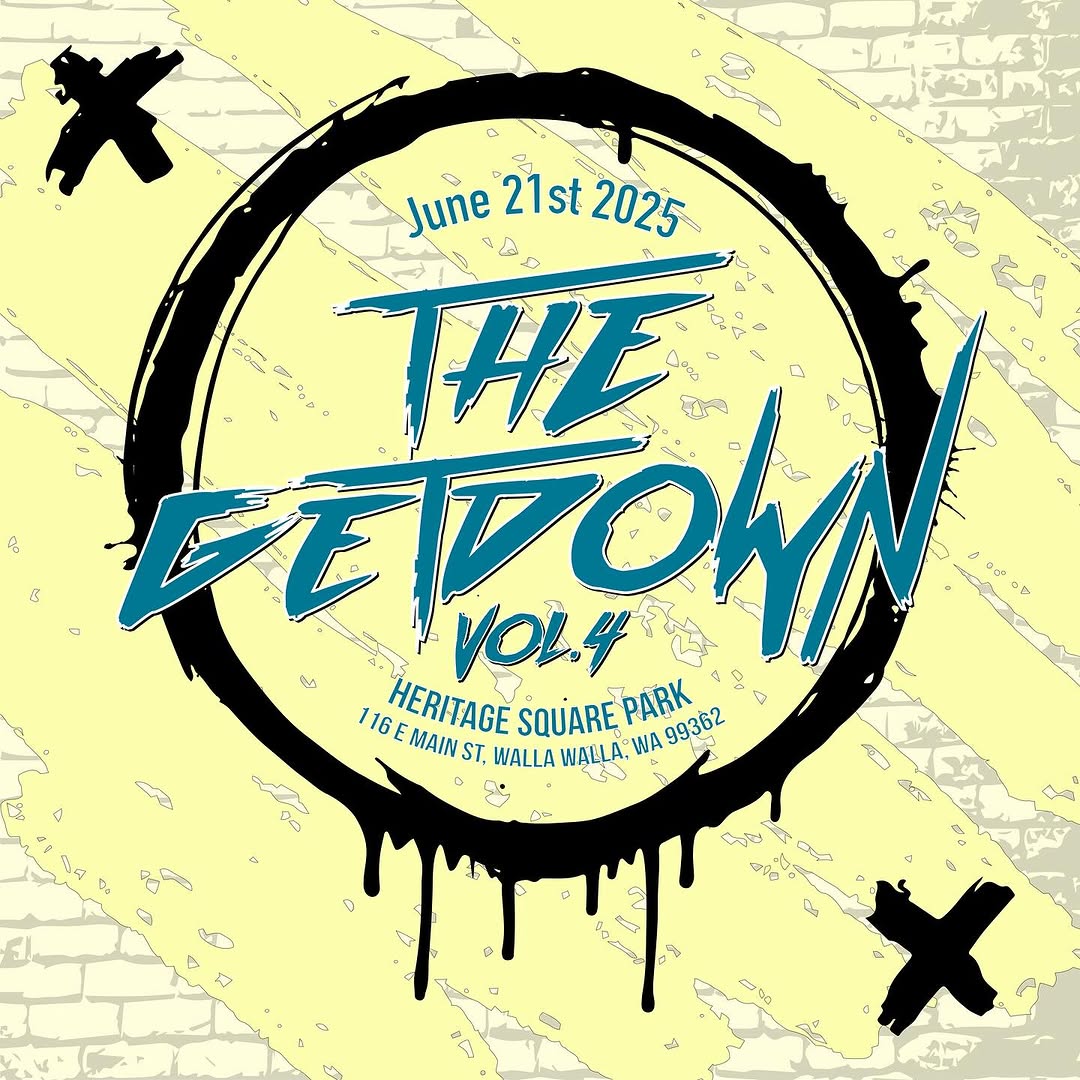 June 21st 2025
THE
GETDOWN
VOL.4
HERITAGE SQUARE PARK
116 E MAIN ST, WALLA WALLA, WA 99362